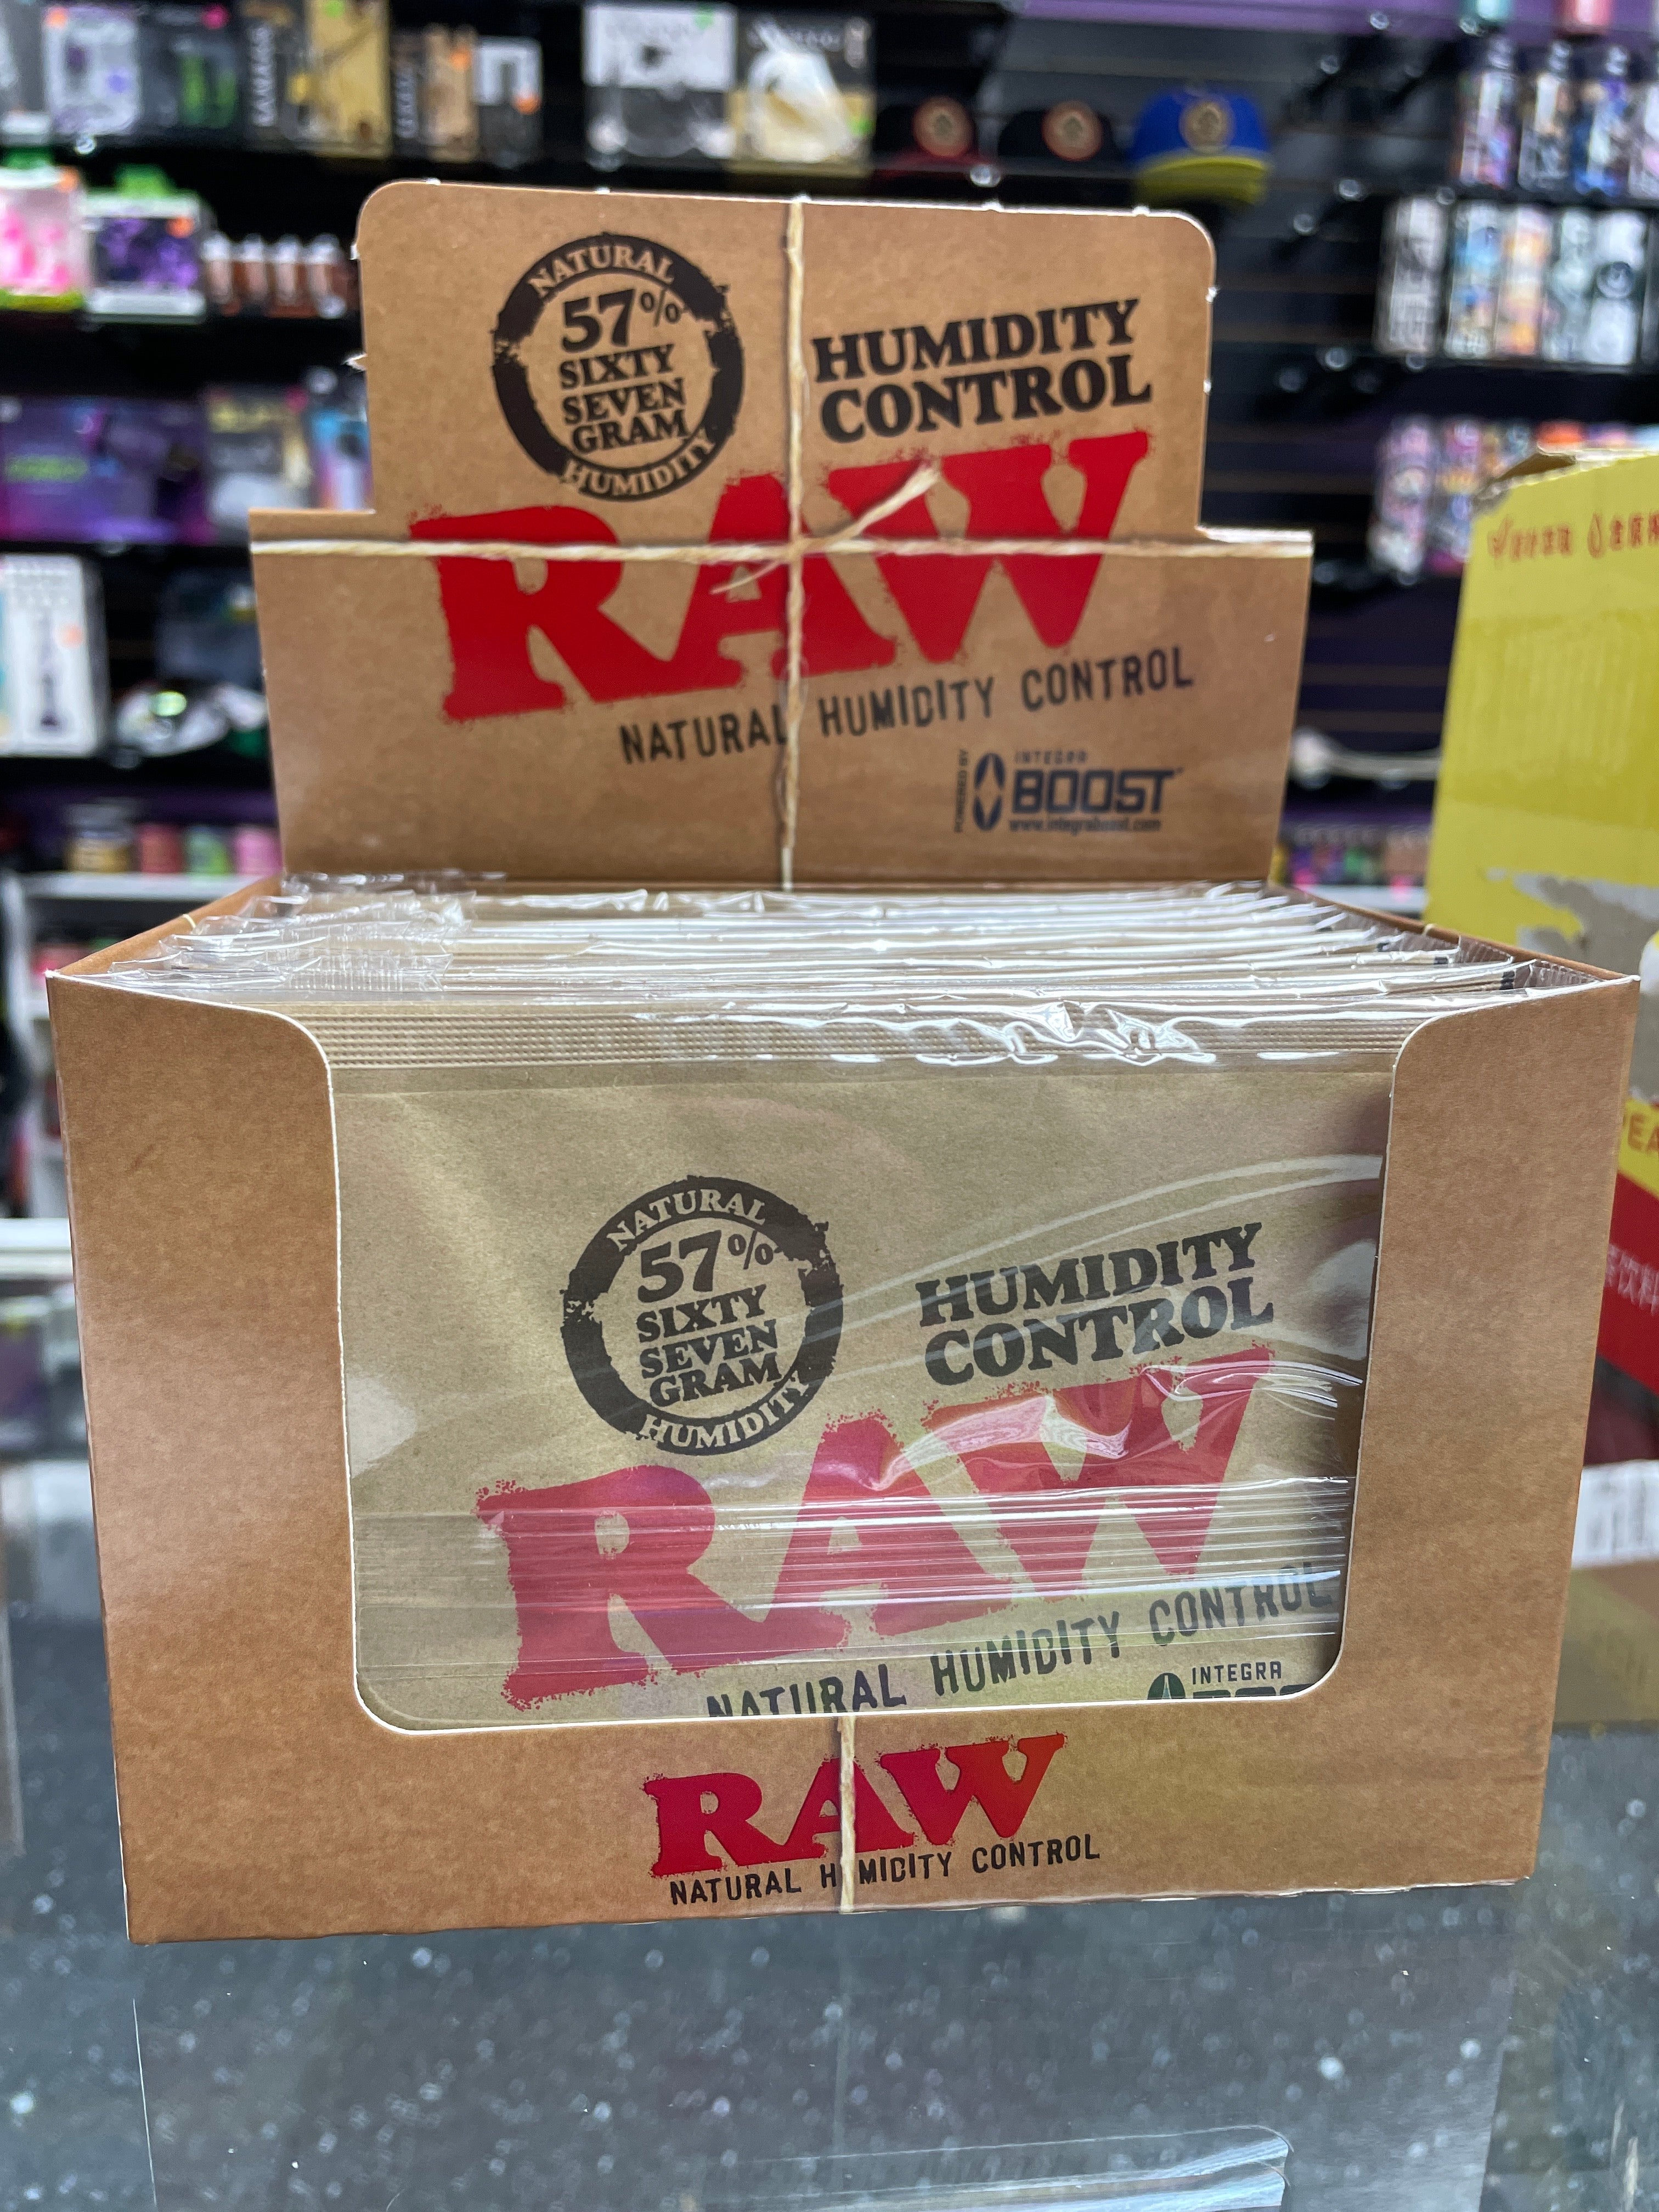 NATURAL
57%
SIXTY
SEVEN
GRAM
HUMIDITY
HUMIDITY
CONTROL
RAW
NATURAL HUMIDITY CONTROL
POWERED BY
INTEGRA
BOOST
www.integraboost.com
NATURAL
57%
SIXTY
SEVEN
GRAM
HUMIDITY
HUMIDITY
CONTROL
RAW
NATURAL HUMIDITY CONTROL
INTEGRA
RAW
NATURAL H MIDITY CONTROL